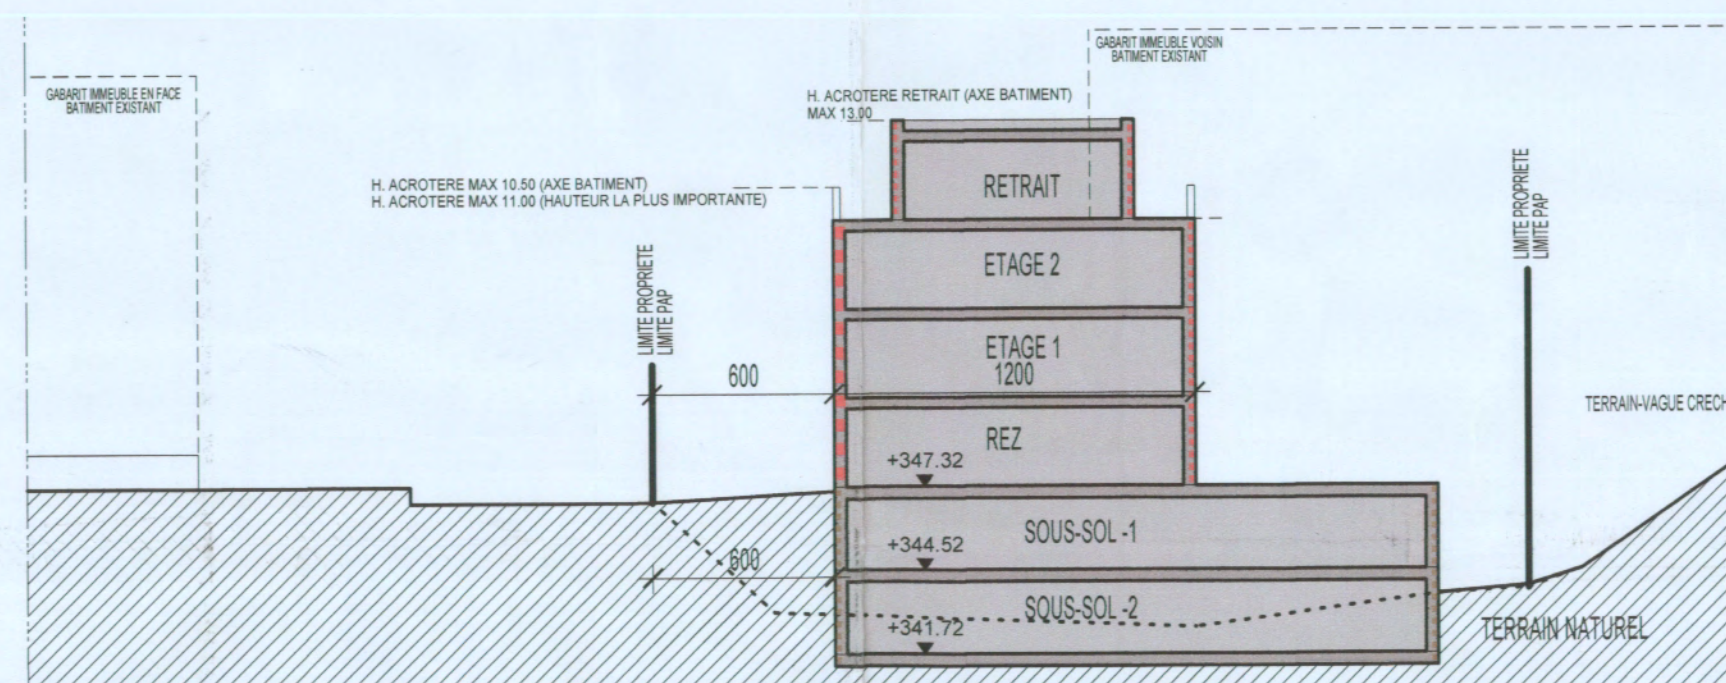 GABARIT IMMEUBLE EN FACE
BATIMENT EXISTANT
GABARIT IMMEUBLE VOISIN
BATIMENT EXISTANT
H. ACROTERE RETRAIT (AXE BATIMENT)
MAX 13.00
H. ACROTERE MAX 10.50 (AXE BATIMENT)
H. ACROTERE MAX 11.00 (HAUTEUR LA PLUS IMPORTANTE)
RETRAIT
LIMITE PROPRIETE
LIMITE PAP
LIMITE PROPRIETE
LIMITE PAP
ETAGE 2
ETAGE 1
600
1200
TERRAIN-VAGUE CRECH
REZ
+347.32
SOUS-SOL -1
+344.52
600
SOUS-SOL -2
+341.72
TERRAIN NATUREL